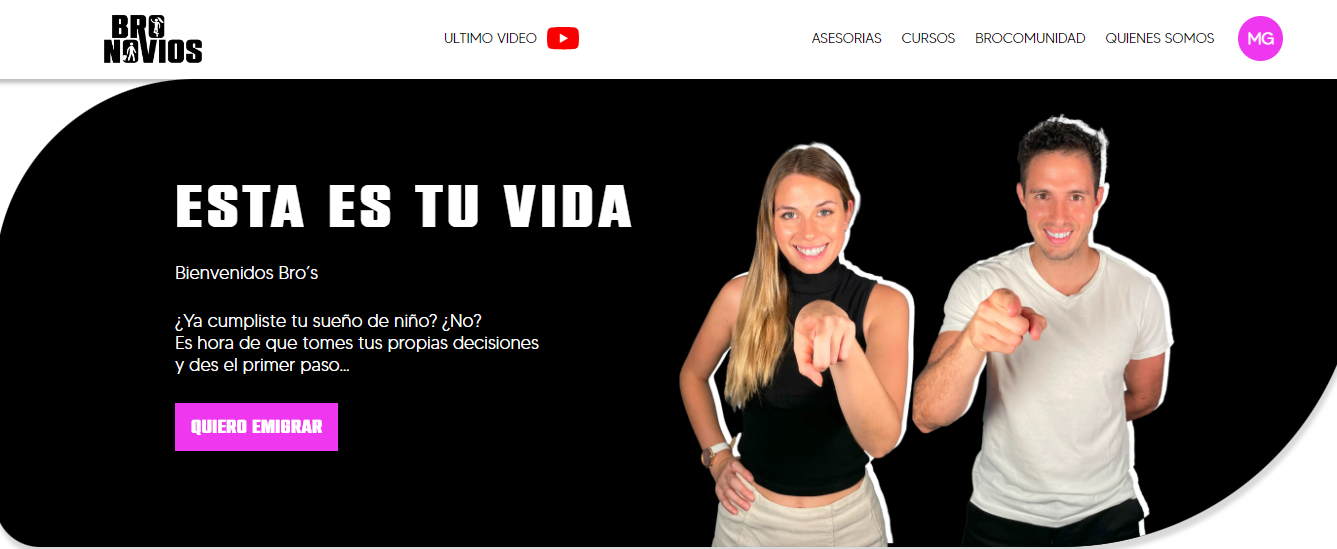 BRO
NOVIOS
ULTIMO VIDEO
ASESORIAS
CURSOS
BROCOMUNIDAD
QUIENES SOMOS
MG
ESTA ES TU VIDA
Bienvenidos Bro´s
¿Ya cumpliste tu sueño de niño? ¿No?
Es hora de que tomes tus propias decisiones
y des el primer paso...
QUIERO EMIGRAR